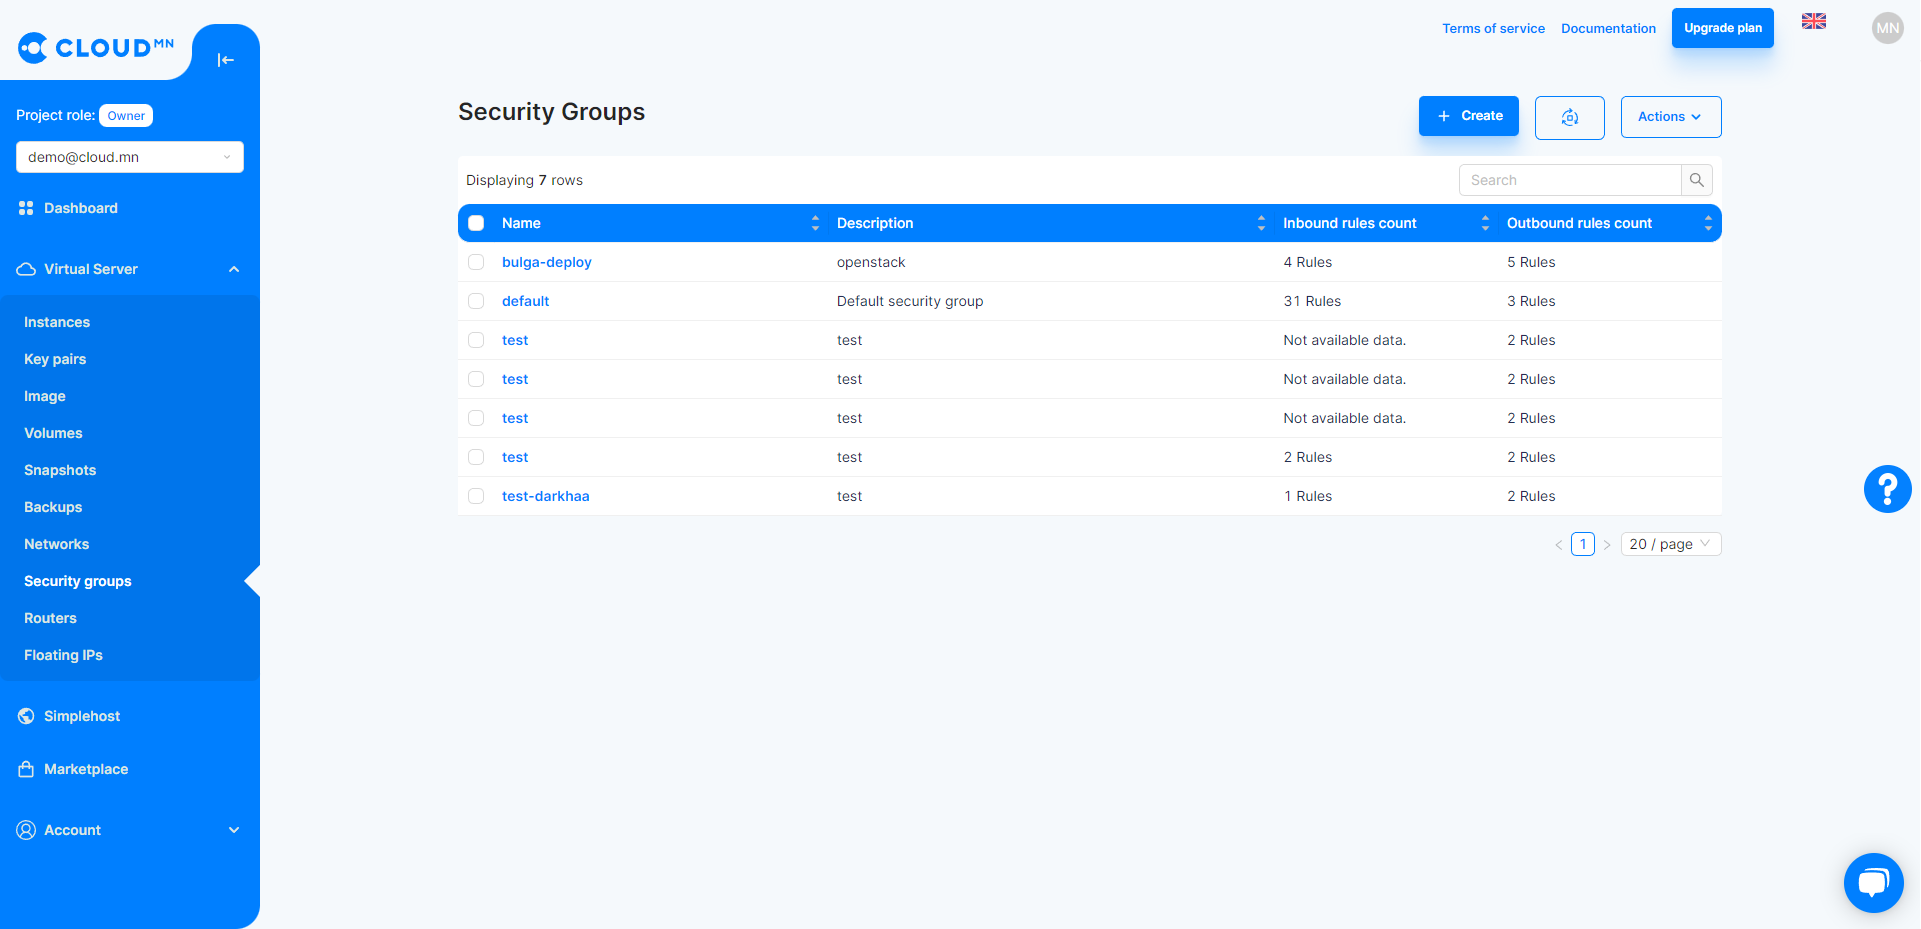 CLOUD MN
Terms of service
Documentation
Upgrade plan
MN
Project role: Owner
demo@cloud.mn
Dashboard
Virtual Server
Instances
Key pairs
Image
Volumes
Snapshots
Backups
Networks
Security groups
Routers
Floating IPs
Simplehost
Marketplace
Account
Security Groups
Create
Actions
Displaying 7 rows
Search
Name Description Inbound rules count Outbound rules count
bulga-deploy openstack 4 Rules 5 Rules
default Default security group 31 Rules 3 Rules
test test Not available data. 2 Rules
test test Not available data. 2 Rules
test test Not available data. 2 Rules
test test 2 Rules 2 Rules
test-darkhaa test 1 Rules 2 Rules
< 1 > 20 / page
?